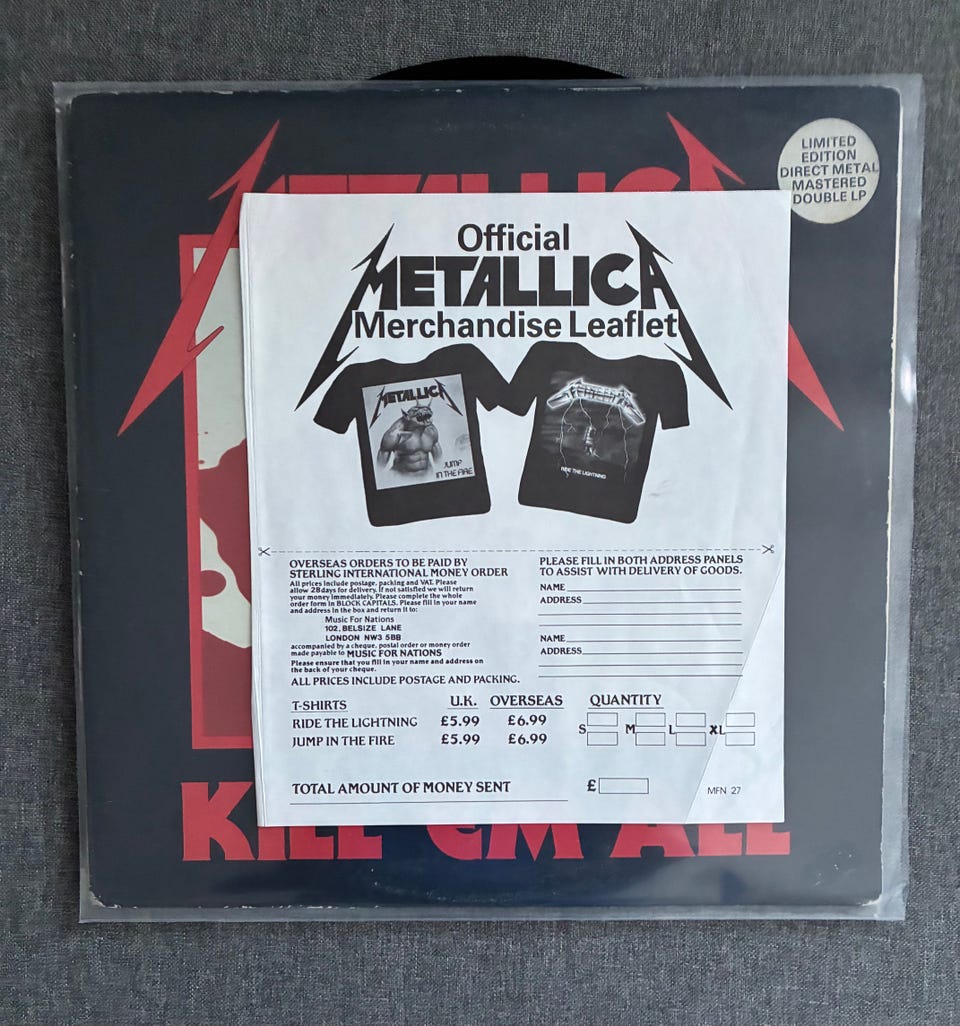 METALLICA
LIMITED
EDITION
DIRECT METAL
MASTERED
DOUBLE LP
Official
METALLICA
Merchandise Leaflet
METALLICA
JUMP
IN THE FIRE
METALLICA
RIDE THE LIGHTNING
OVERSEAS ORDERS TO BE PAID BY
STERLING INTERNATIONAL MONEY ORDER
All prices include postage, packing and VAT. Please
allow 28days for delivery. If not satisfied we will return
your money immediately. Please complete the whole
order form in BLOCK CAPITALS. Please fill in your name
and address in the box and return it to:
Music For Nations
102, BELSIZE LANE
LONDON NW3 5BB
accompanied by a cheque, postal order or money order
made payable to MUSIC FOR NATIONS
Please ensure that you fill in your name and address on
the back of your cheque.
ALL PRICES INCLUDE POSTAGE AND PACKING.
PLEASE FILL IN BOTH ADDRESS PANELS
TO ASSIST WITH DELIVERY OF GOODS.
NAME
ADDRESS
NAME
ADDRESS
T-SHIRTS U.K. OVERSEAS QUANTITY
RIDE THE LIGHTNING £5.99 £6.99
JUMP IN THE FIRE £5.99 £6.99
S M L XL
TOTAL AMOUNT OF MONEY SENT £
MFN 27
KILL 'EM ALL